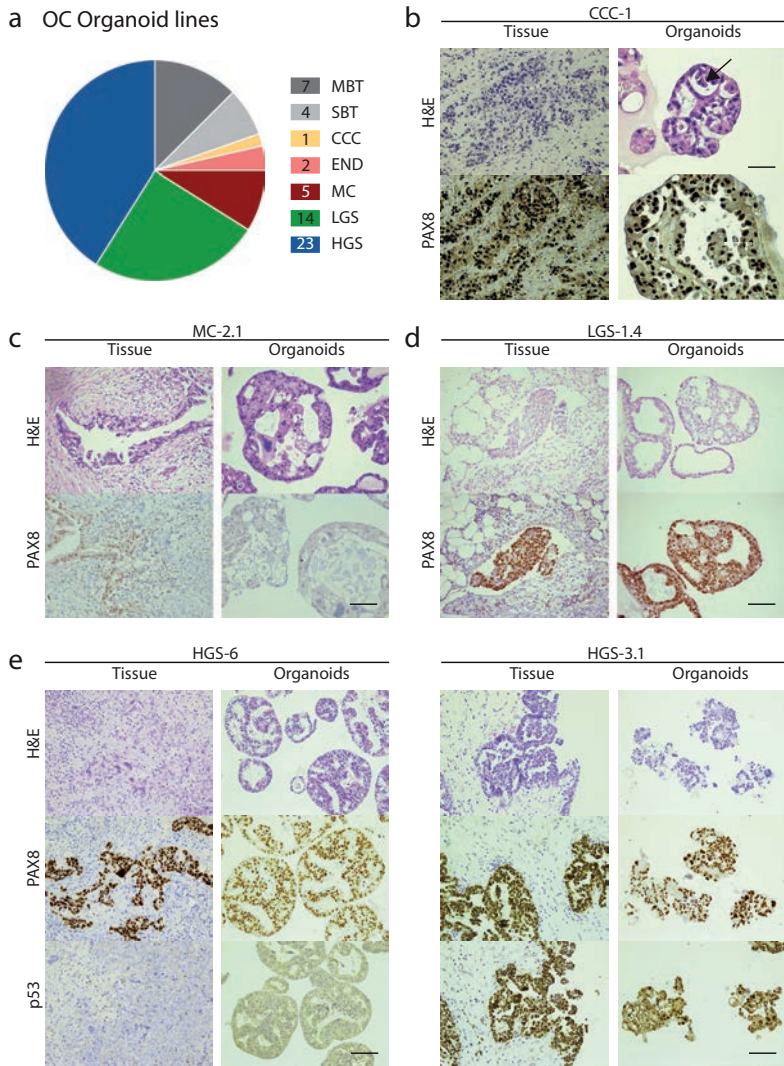 a OC Organoid lines
7 MBT
4 SBT
1 CCC
2 END
5 MC
14 LGS
23 HGS
b CCC-1
Tissue Organoids
H&E
PAX8
c MC-2.1
Tissue Organoids
H&E
PAX8
d LGS-1.4
Tissue Organoids
H&E
PAX8
e HGS-6 HGS-3.1
Tissue Organoids Tissue Organoids
H&E
PAX8
p53